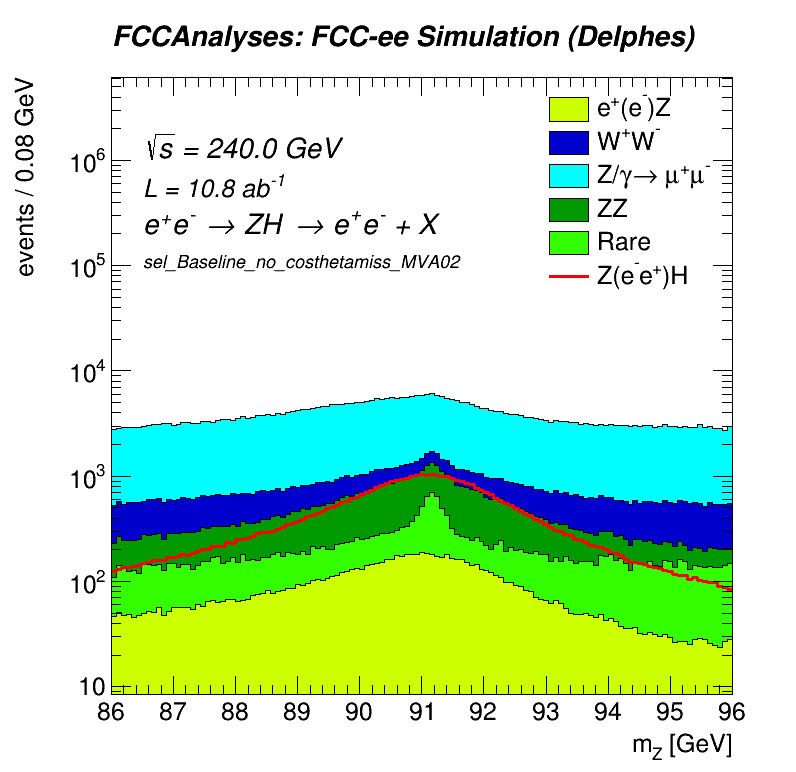 FCCAnalyses: FCC-ee Simulation (Delphes)
events / 0.08 GeV
√s = 240.0 GeV
L = 10.8 ab⁻¹
e⁺e⁻ → ZH → e⁺e⁻ + X
sel_Baseline_no_costhetamiss_MVA02
e⁺(e⁻)Z
W⁺W⁻
Z/γ→ μ⁺μ⁻
ZZ
Rare
Z(e⁻e⁺)H
10⁶
10⁵
10⁴
10³
10²
10
86 87 88 89 90 91 92 93 94 95 96
m_Z [GeV]